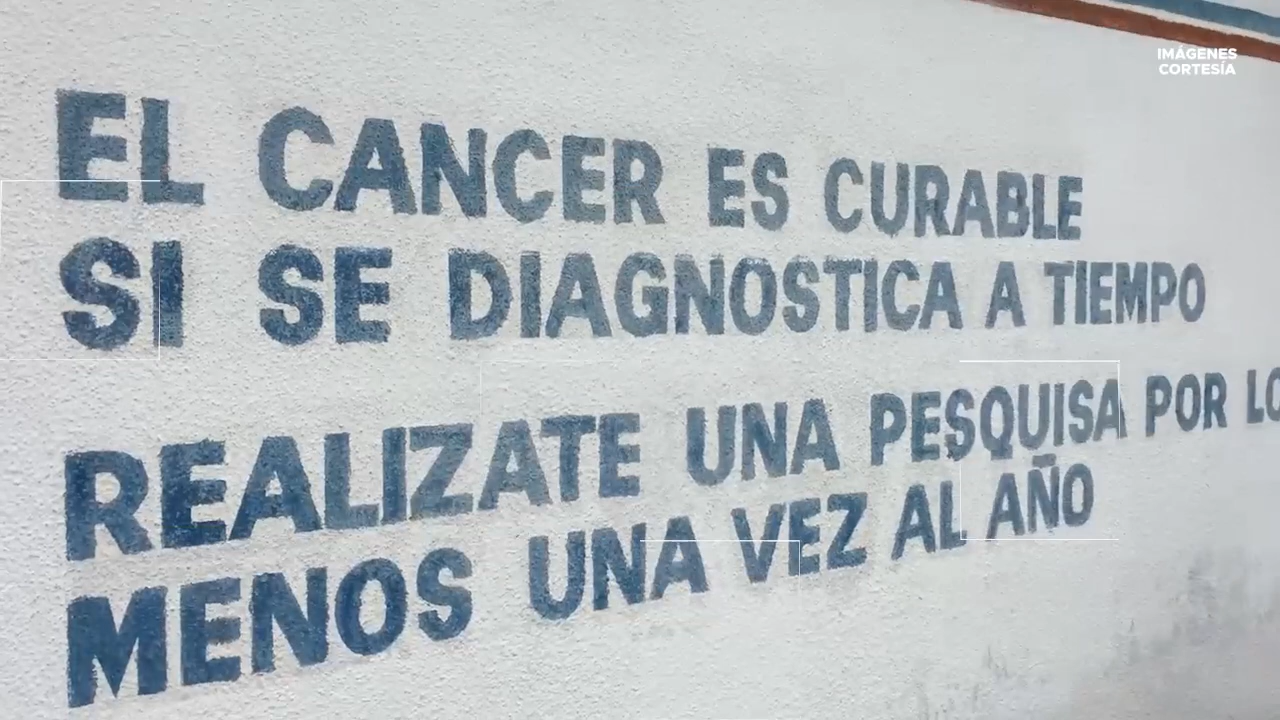 IMÁGENES
CORTESÍA
EL CANCER ES CURABLE
SI SE DIAGNOSTICA A TIEMPO
REALIZATE UNA PESQUISA POR LO
MENOS UNA VEZ AL AÑO